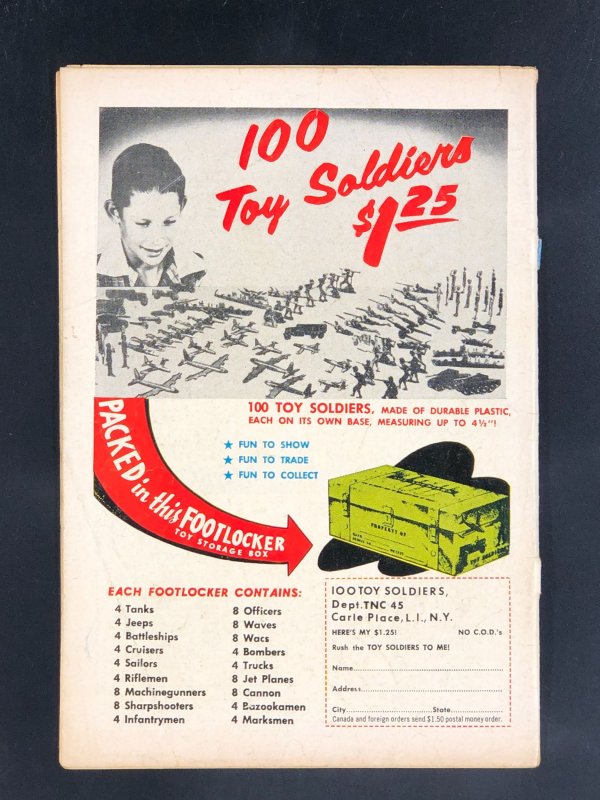 100
Toy Soldiers
$1.25
100 TOY SOLDIERS, MADE OF DURABLE PLASTIC,
EACH ON ITS OWN BASE, MEASURING UP TO 4½"!
★ FUN TO SHOW
★ FUN TO TRADE
★ FUN TO COLLECT
PACKED in this FOOTLOCKER
TOY STORAGE BOX
PROPERTY OF
TOY SOLDIERS
EACH FOOTLOCKER CONTAINS:
4 Tanks
4 Jeeps
4 Battleships
4 Cruisers
4 Sailors
4 Riflemen
8 Machinegunners
8 Sharpshooters
4 Infantrymen
8 Officers
8 Waves
8 Wacs
4 Bombers
4 Trucks
8 Jet Planes
8 Cannon
4 Bazookamen
4 Marksmen
100 TOY SOLDIERS,
Dept. TNC 45
Carle Place, L.I., N.Y.
HERE'S MY $1.25! NO C.O.D.'s
Rush the TOY SOLDIERS TO ME!
Name
Address
City State
Canada and foreign orders send $1.50 postal money order.